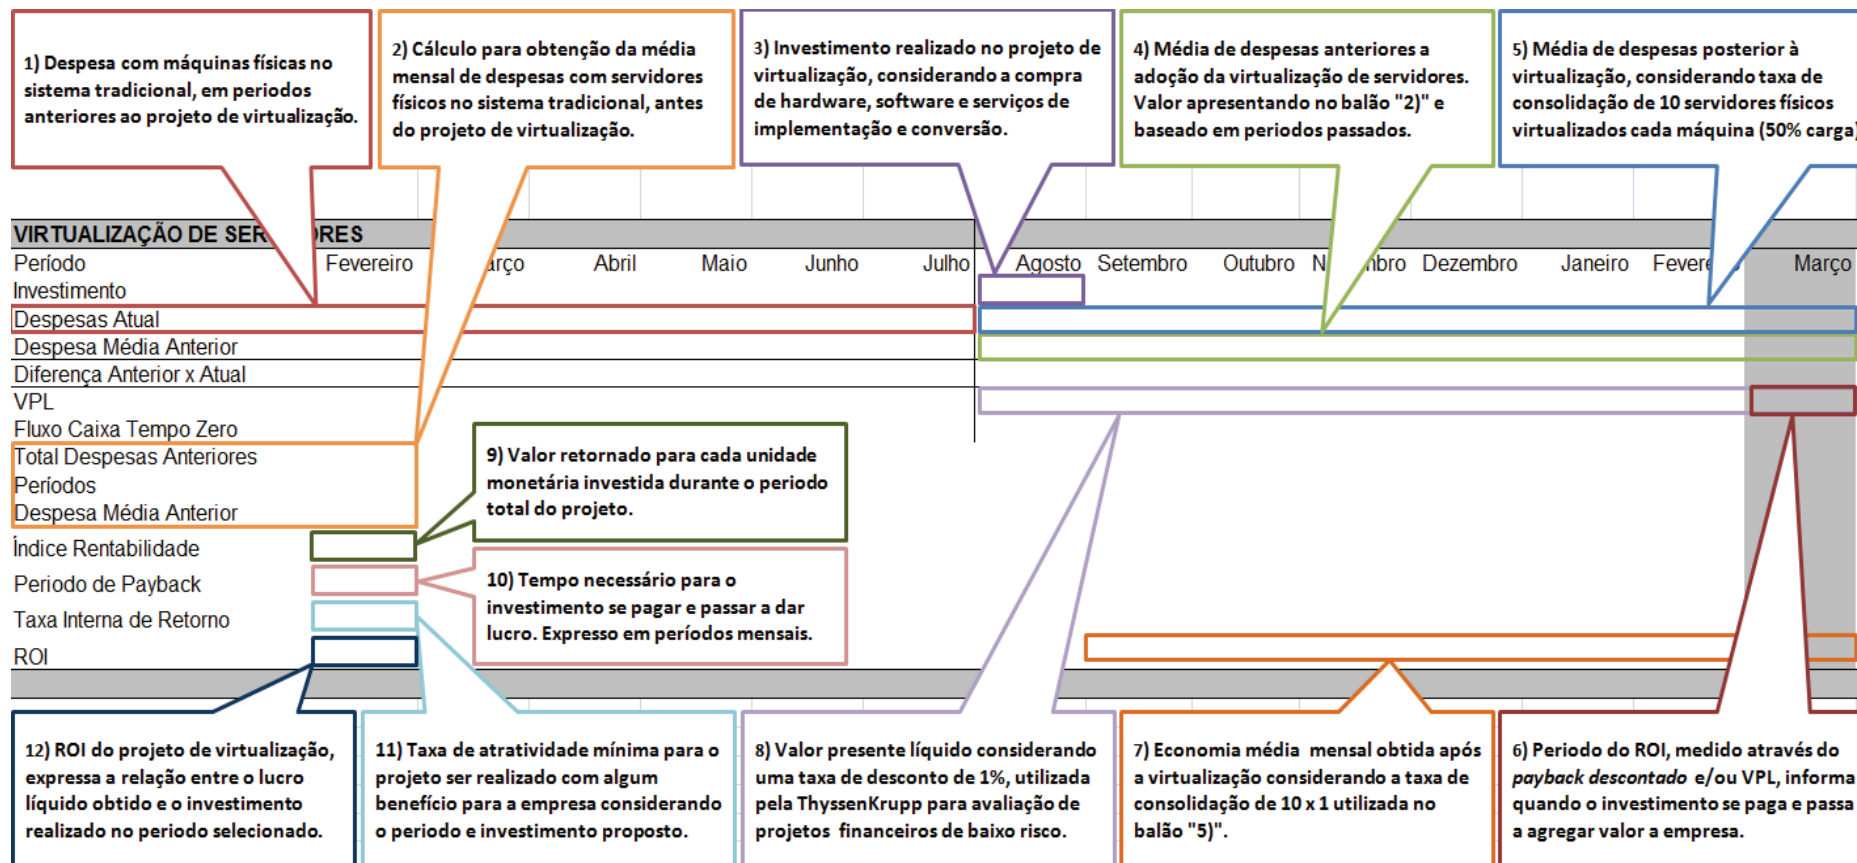 1) Despesa com máquinas físicas no
sistema tradicional, em periodos
anteriores ao projeto de virtualização.
2) Cálculo para obtenção da média
mensal de despesas com servidores
físicos no sistema tradicional, antes
do projeto de virtualização.
3) Investimento realizado no projeto de
virtualização, considerando a compra
de hardware, software e serviços de
implementação e conversão.
4) Média de despesas anteriores a
adoção da virtualização de servidores.
Valor apresentando no balão "2)" e
baseado em periodos passados.
5) Média de despesas posterior à
virtualização, considerando taxa de
consolidação de 10 servidores físicos
virtualizados cada máquina (50% carga)
VIRTUALIZAÇÃO DE SER ORES
Período Fevereiro arço Abril Maio Junho Julho Agosto Setembro Outubro N mbro Dezembro Janeiro Fevere o Março
Investimento
Despesas Atual
Despesa Média Anterior
Diferença Anterior x Atual
VPL
Fluxo Caixa Tempo Zero
Total Despesas Anteriores
Períodos
Despesa Média Anterior
Índice Rentabilidade
Periodo de Payback
Taxa Interna de Retorno
ROI
9) Valor retornado para cada unidade
monetária investida durante o periodo
total do projeto.
10) Tempo necessário para o
investimento se pagar e passar a dar
lucro. Expresso em períodos mensais.
12) ROI do projeto de virtualização,
expressa a relação entre o lucro
líquido obtido e o investimento
realizado no periodo selecionado.
11) Taxa de atratividade mínima para o
projeto ser realizado com algum
benefício para a empresa considerando
o periodo e investimento proposto.
8) Valor presente líquido considerando
uma taxa de desconto de 1%, utilizada
pela ThyssenKrupp para avaliação de
projetos financeiros de baixo risco.
7) Economia média mensal obtida após
a virtualização considerando a taxa de
consolidação de 10 x 1 utilizada no
balão "5)".
6) Periodo do ROI, medido através do
payback descontado e/ou VPL, informa
quando o investimento se paga e passa
a agregar valor a empresa.